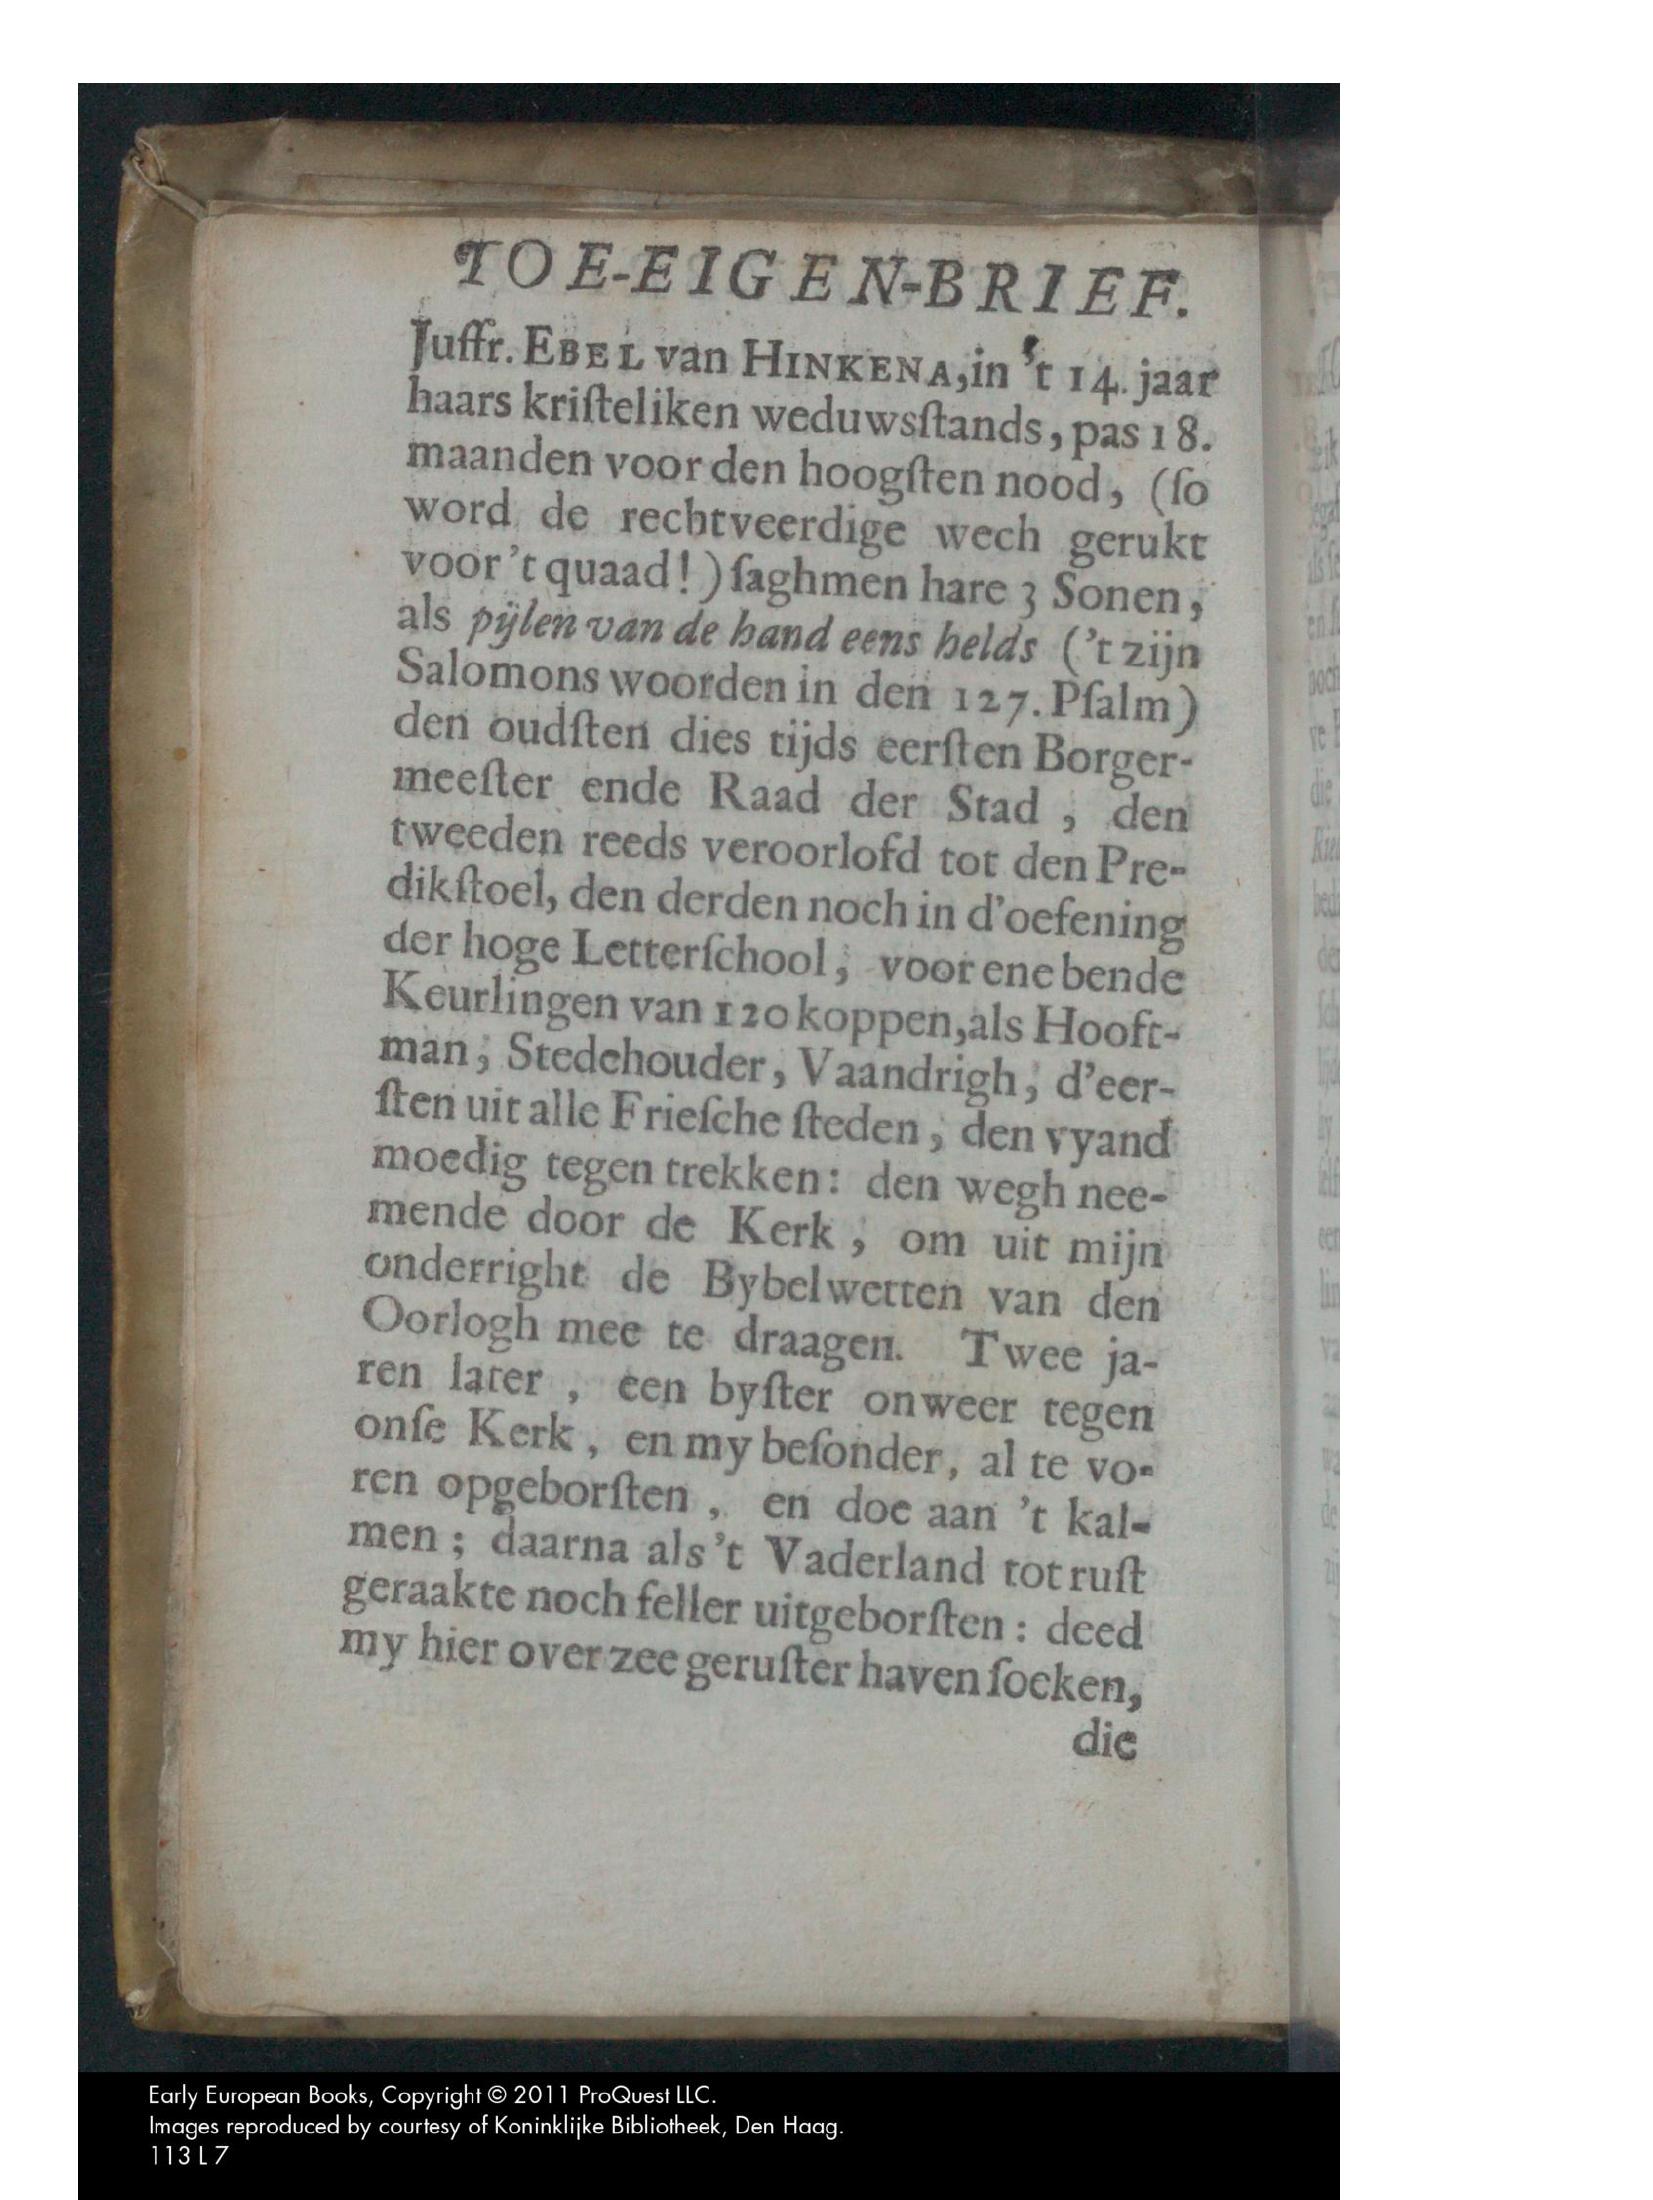 TOE-EIGEN-BRIEF.
Juffr. EBEL van HINKENA, in 't 14. jaar
haars kriſteliken weduwsſtands, pas 18.
maanden voor den hoogſten nood, (ſo
word de rechtveerdige wech gerukt
voor 't quaad!) ſaghmen hare 3 Sonen,
als pijlen van de hand eens helds ('t zijn
Salomons woorden in den 127. Pſalm)
den oudſten dies tijds eerſten Borger-
meeſter ende Raad der Stad, den
tweeden reeds veroorlofd tot den Pre-
dikſtoel, den derden noch in d'oefening
der hoge Letterſchool, voor ene bende
Keurlingen van 120 koppen, als Hooft-
man, Stedehouder, Vaandrigh, d'eer-
ſten uit alle Frieſche ſteden, den vyand
moedig tegen trekken: den wegh nee-
mende door de Kerk, om uit mijn
onderright de Bybelwetten van den
Oorlogh mee te draagen. Twee ja-
ren later, een byſter onweer tegen
onſe Kerk, en my beſonder, al te vo-
ren opgeborſten, en doe aan 't kal-
men; daarna als 't Vaderland tot ruſt
geraakte noch feller uitgeborſten: deed
my hier over zee geruſter haven ſoeken,
die
Early European Books, Copyright © 2011 ProQuest LLC.
Images reproduced by courtesy of Koninklijke Bibliotheek, Den Haag.
113 L 7